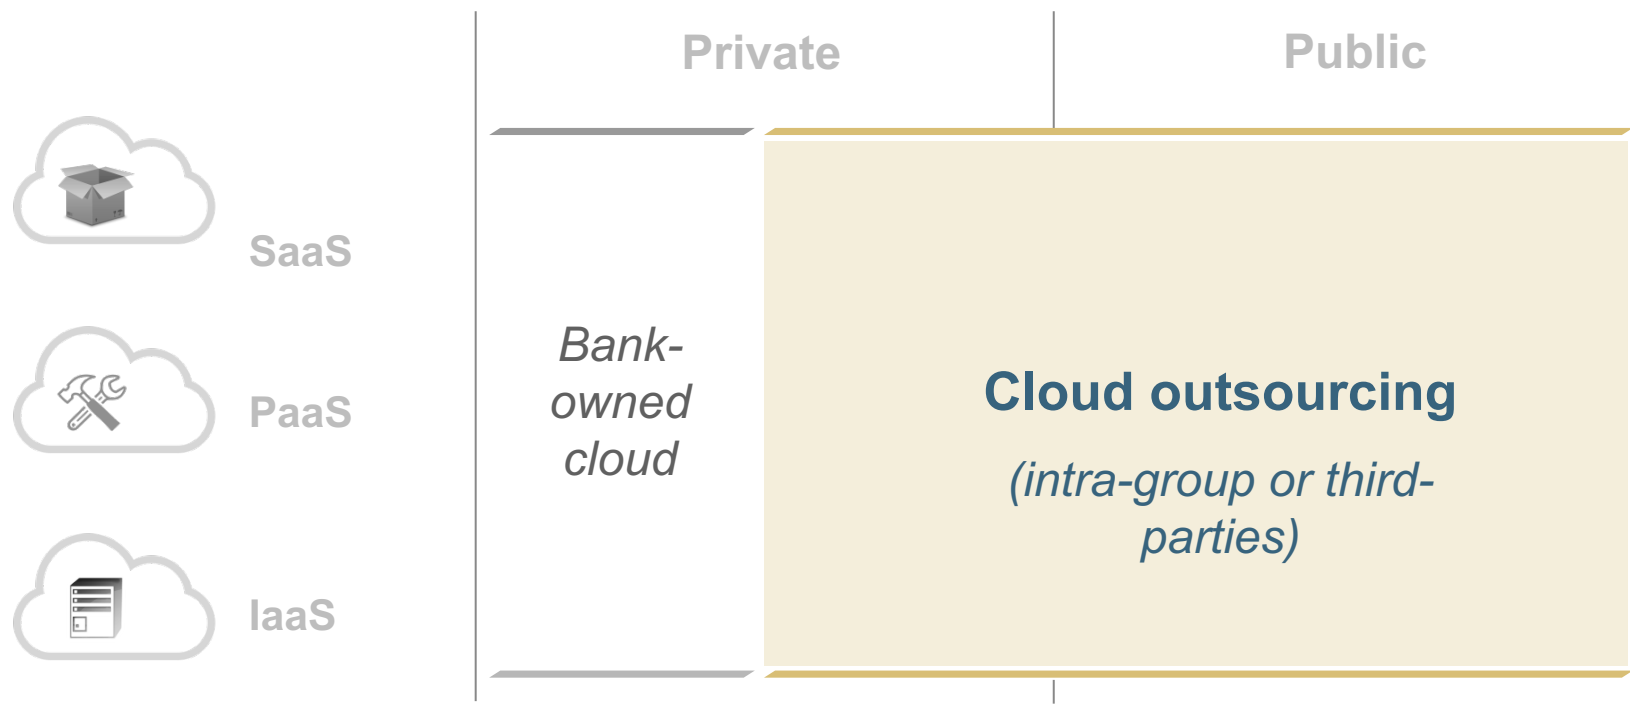 Private
Public
SaaS
PaaS
IaaS
Bank-
owned
cloud
Cloud outsourcing
(intra-group or third-
parties)